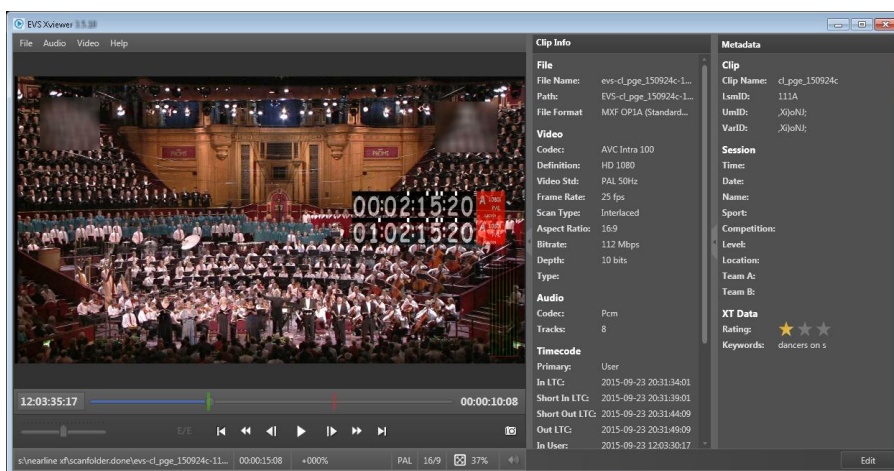 EVS Xviewer 3.5.10
File Audio Video Help
PROMS PROMS
00:02:15:20 A 1080i
PAL
01:02:15:20
12:03:35:17 00:00:10:08
E/E
s:\nearline xf\scanfolder.done\evs-cl_pge_150924c-11... 00:00:15:08 +000% PAL 16/9 37%
Clip Info
File
File Name: evs-cl_pge_150924c-1...
Path: EVS-cl_pge_150924c-1...
File Format MXF OP1A (Standard...
Video
Codec: AVC Intra 100
Definition: HD 1080
Video Std: PAL 50Hz
Frame Rate: 25 fps
Scan Type: Interlaced
Aspect Ratio: 16:9
Bitrate: 112 Mbps
Depth: 10 bits
Type:
Audio
Codec: Pcm
Tracks: 8
Timecode
Primary: User
In LTC: 2015-09-23 20:31:34:01
Short In LTC: 2015-09-23 20:31:39:01
Short Out LTC: 2015-09-23 20:31:44:09
Out LTC: 2015-09-23 20:31:49:09
In User: 2015-09-23 12:03:30:17
Metadata
Clip
Clip Name: cl_pge_150924c
LsmID: 111A
UmID: ,Xi)oNJ;
VarID: ,Xi)oNJ;
Session
Time:
Date:
Name:
Sport:
Competition:
Level:
Location:
Team A:
Team B:
XT Data
Rating:
Keywords: dancers on s
Edit